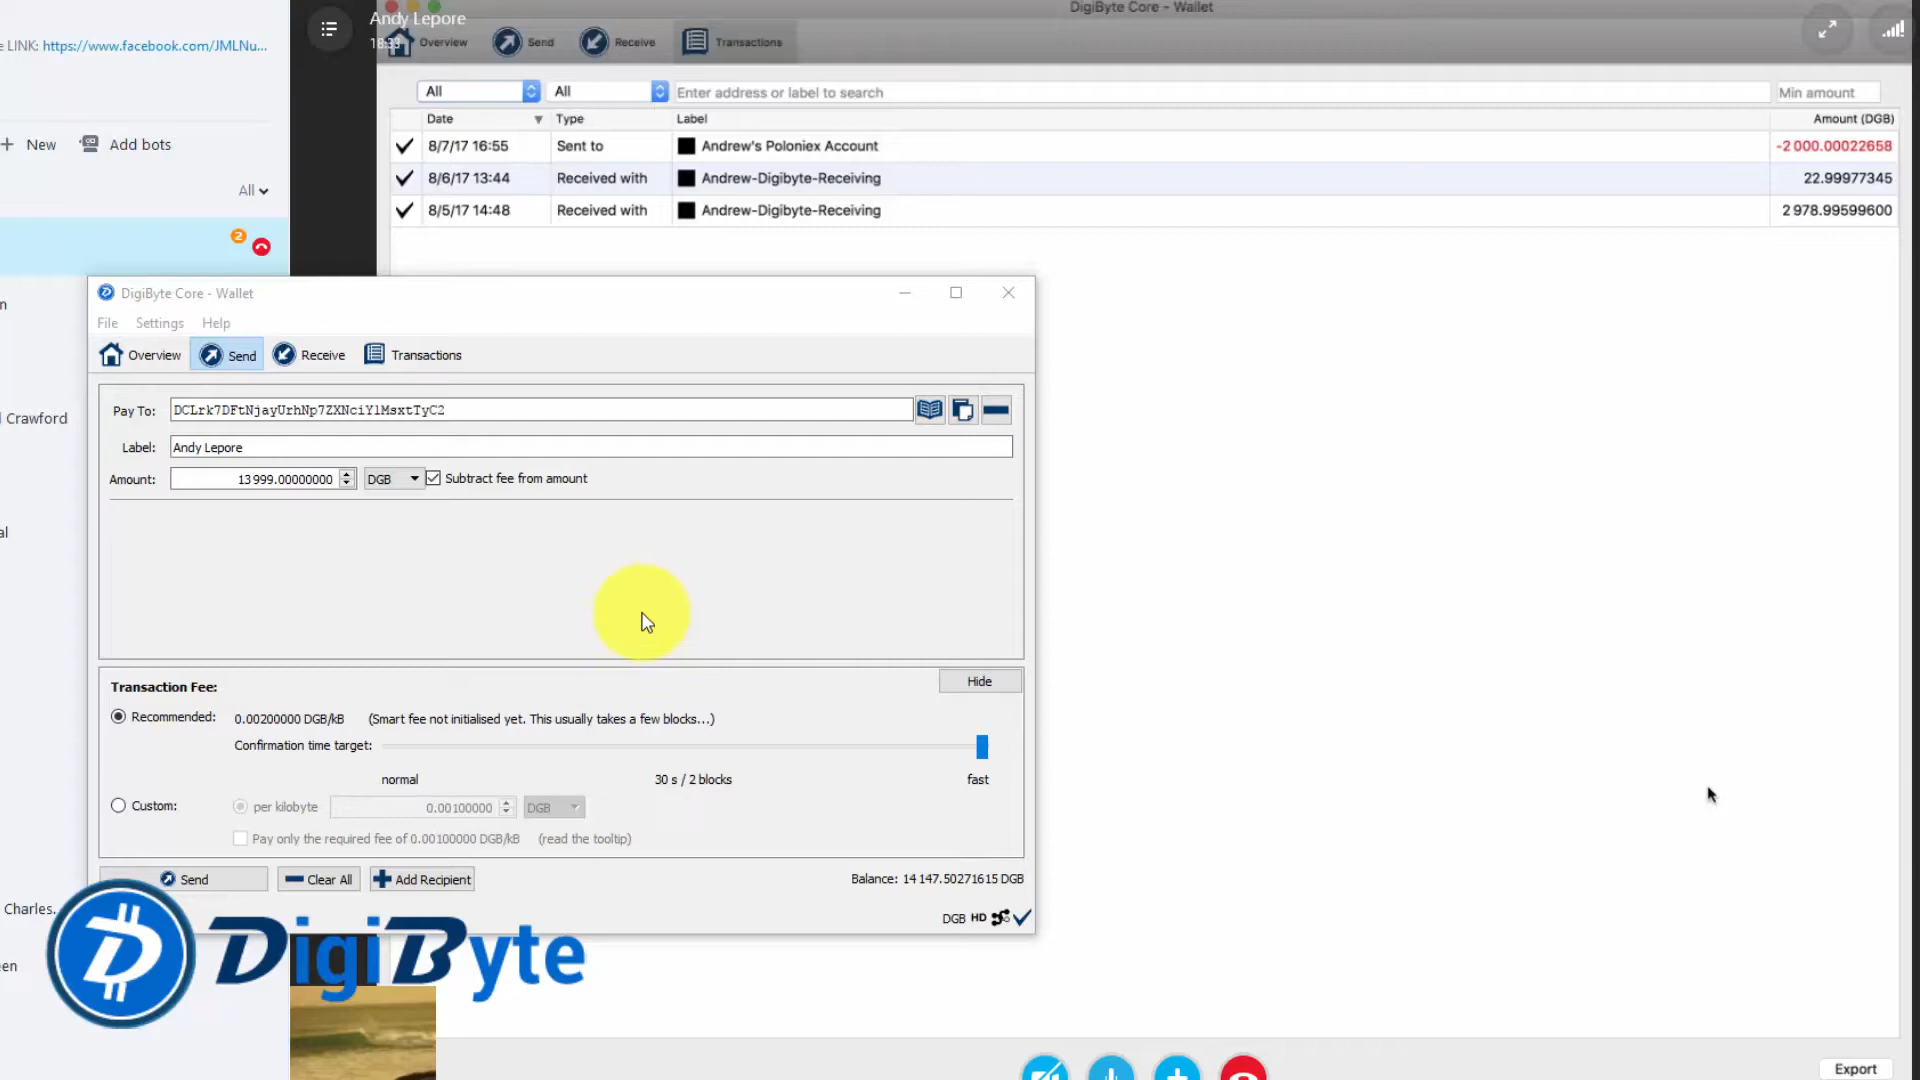 e LINK: https://www.facebook.com/JMLNu...
Andy Lepore
18:33
DigiByte Core - Wallet
Overview
Send
Receive
Transactions
All
All
Enter address or label to search
Min amount
Date
Type
Label
Amount (DGB)
8/7/17 16:55
Sent to
Andrew's Poloniex Account
-2 000.00022658
8/6/17 13:44
Received with
Andrew-Digibyte-Receiving
22.99977345
8/5/17 14:48
Received with
Andrew-Digibyte-Receiving
2 978.99599600
New
Add bots
All
2
n
Crawford
al
Charles.
en
DigiByte Core - Wallet
File
Settings
Help
Overview
Send
Receive
Transactions
Pay To:
DCLrk7DFtNjayUrhNp7ZXNciY1MsxtTyC2
Label:
Andy Lepore
Amount:
13 999.00000000
DGB
Subtract fee from amount
Transaction Fee:
Hide
Recommended:
0.00200000 DGB/kB
(Smart fee not initialised yet. This usually takes a few blocks...)
Confirmation time target:
normal
30 s / 2 blocks
fast
Custom:
per kilobyte
0.00100000
DGB
Pay only the required fee of 0.00100000 DGB/kB
(read the tooltip)
Send
Clear All
Add Recipient
Balance: 14 147.50271615 DGB
DGB HD
DigiByte
Export